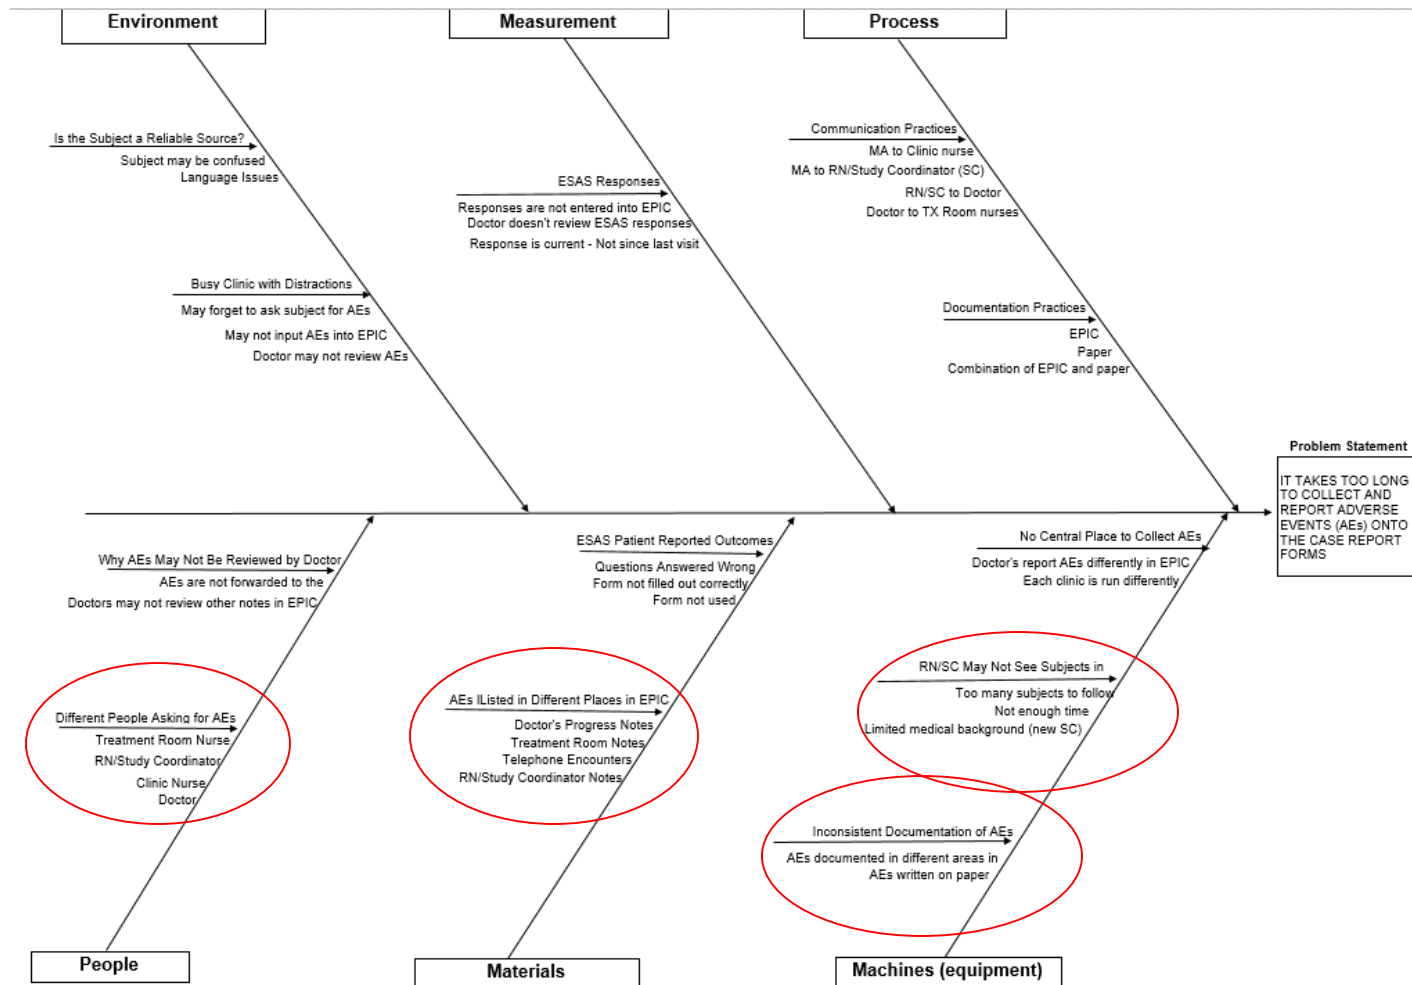 Environment
Measurement
Process
Is the Subject a Reliable Source?
Subject may be confused
Language Issues
Busy Clinic with Distractions
May forget to ask subject for AEs
May not input AEs into EPIC
Doctor may not review AEs
ESAS Responses
Responses are not entered into EPIC
Doctor doesn't review ESAS responses
Response is current - Not since last visit
Communication Practices
MA to Clinic nurse
MA to RN/Study Coordinator (SC)
RN/SC to Doctor
Doctor to TX Room nurses
Documentation Practices
EPIC
Paper
Combination of EPIC and paper
Problem Statement
IT TAKES TOO LONG
TO COLLECT AND
REPORT ADVERSE
EVENTS (AEs) ONTO
THE CASE REPORT
FORMS
Why AEs May Not Be Reviewed by Doctor
AEs are not forwarded to the
Doctors may not review other notes in EPIC
Different People Asking for AEs
Treatment Room Nurse
RN/Study Coordinator
Clinic Nurse
Doctor
ESAS Patient Reported Outcomes
Questions Answered Wrong
Form not filled out correctly
Form not used
AEs lListed in Different Places in EPIC
Doctor's Progress Notes
Treatment Room Notes
Telephone Encounters
RN/Study Coordinator Notes
No Central Place to Collect AEs
Doctor's report AEs differently in EPIC
Each clinic is run differently
RN/SC May Not See Subjects in
Too many subjects to follow
Not enough time
Limited medical background (new SC)
Inconsistent Documentation of AEs
AEs documented in different areas in
AEs written on paper
People
Materials
Machines (equipment)